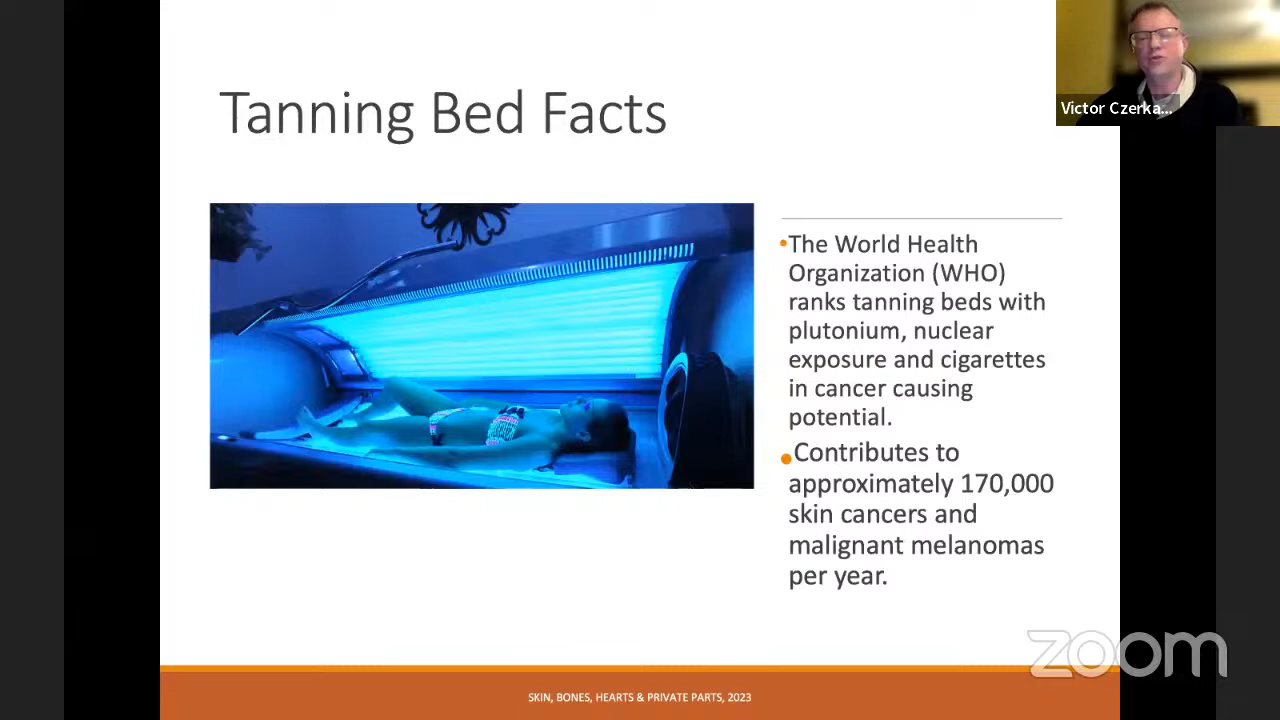 Tanning Bed Facts
Victor Czerka...
•The World Health
Organization (WHO)
ranks tanning beds with
plutonium, nuclear
exposure and cigarettes
in cancer causing
potential.
•Contributes to
approximately 170,000
skin cancers and
malignant melanomas
per year.
zoom
SKIN, BONES, HEARTS & PRIVATE PARTS, 2023